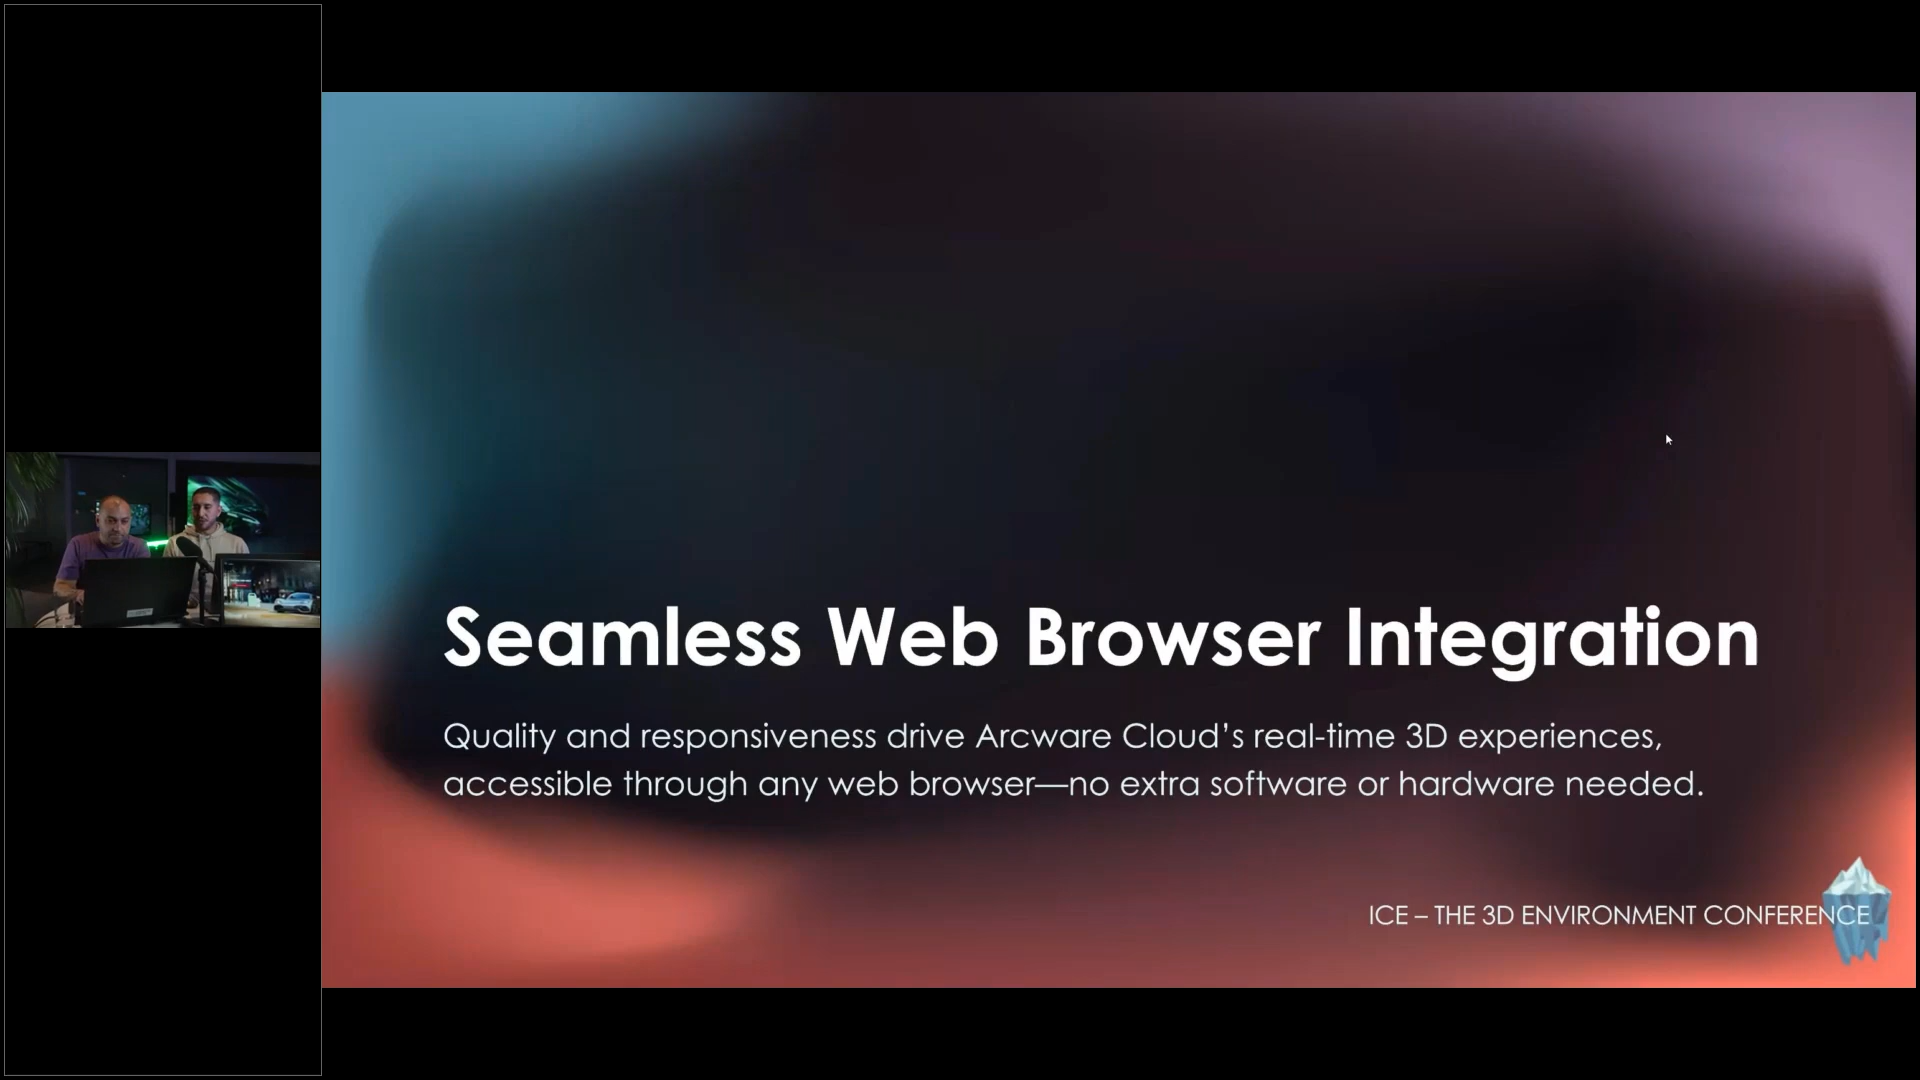 Seamless Web Browser Integration
Quality and responsiveness drive Arcware Cloud’s real-time 3D experiences,
accessible through any web browser—no extra software or hardware needed.
ICE – THE 3D ENVIRONMENT CONFERENCE